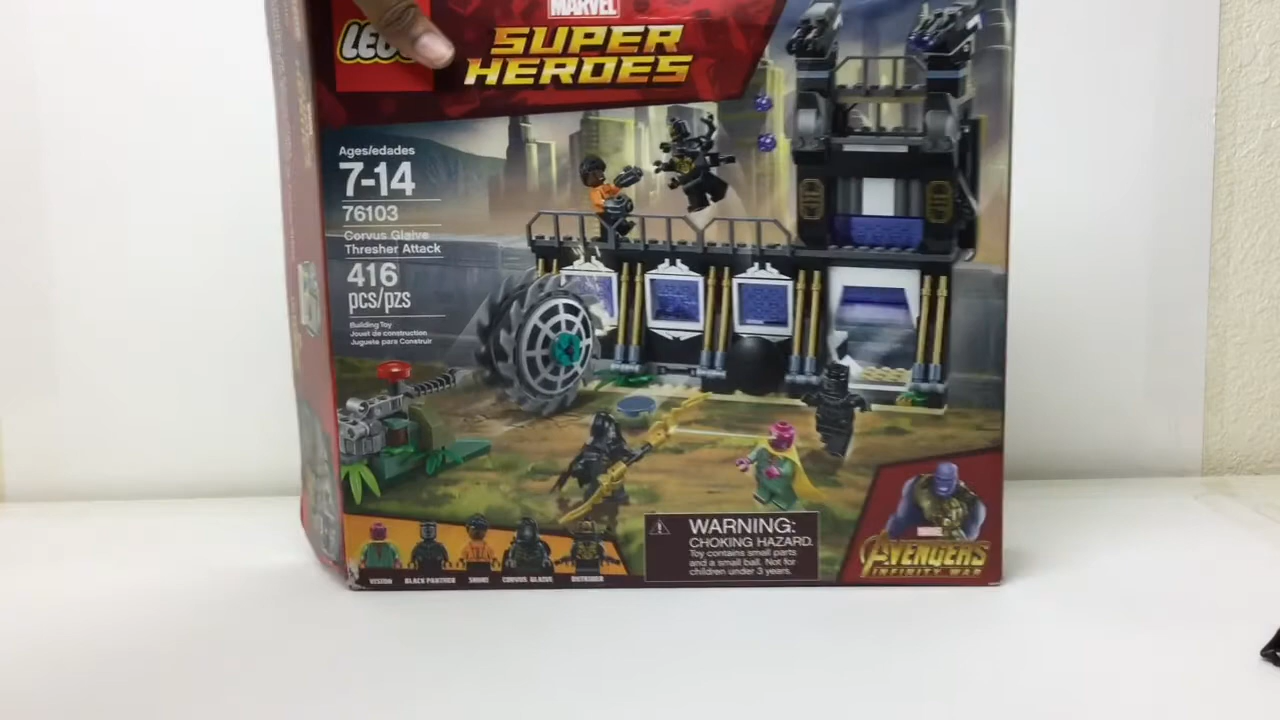 MARVEL
LEGO
SUPER
HEROES
Ages/edades
7-14
76103
Corvus Glaive
Thresher Attack
416
pcs/pzs
Building Toy
Jouet de construction
Juguete para Construir
VISION
BLACK PANTHER
SHURI
CORVUS GLAIVE
OUTRIDER
WARNING:
CHOKING HAZARD.
Toy contains small parts
and a small ball. Not for
children under 3 years.
MARVEL
AVENGERS
INFINITY WAR